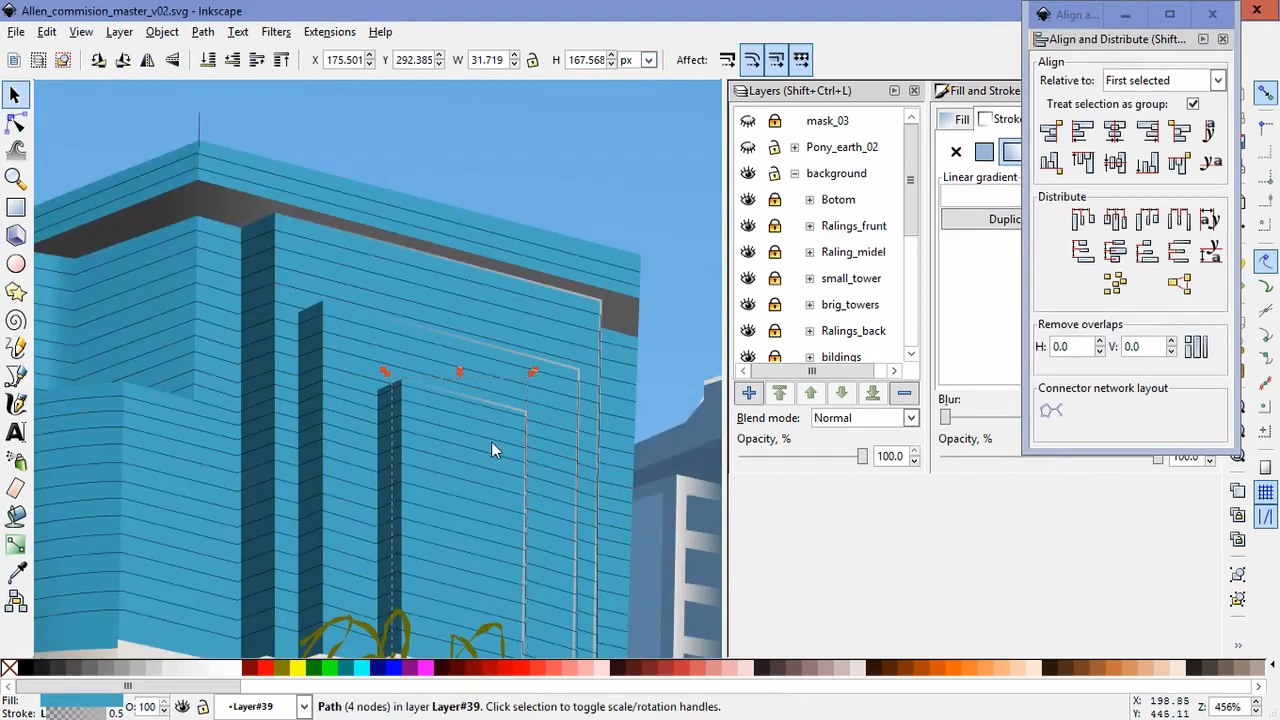 Allen_commision_master_v02.svg - Inkscape
Align a...
File Edit View Layer Object Path Text Filters Extensions Help
Align and Distribute (Shift...
X 175.501 Y 292.385 W 31.719 H 167.568 px Affect:
Align
Relative to: First selected
Treat selection as group:
Layers (Shift+Ctrl+L)
Fill and Stroke
mask_03
Fill Stroke
Pony_earth_02
background
Linear gradient
Botom
Distribute
Ralings_frunt
Duplic
Raling_midel
small_tower
brig_towers
Ralings_back
Remove overlaps
bildings
H: 0.0 V: 0.0
Connector network layout
Blur:
Blend mode: Normal
Opacity, %
Opacity, %
100.0
100.0
Fill:
Stroke: L 0.5
O: 100
•Layer#39
Path (4 nodes) in layer Layer#39. Click selection to toggle scale/rotation handles.
X: 198.85
Y: 445.11
Z: 456%